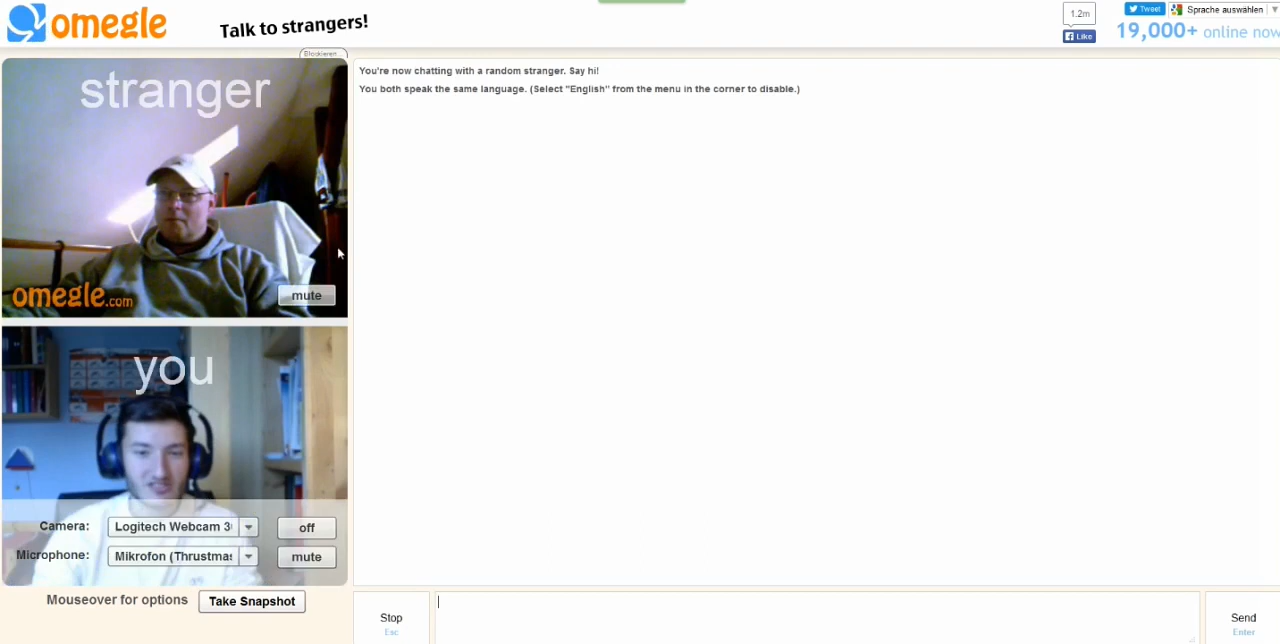 omegle
Talk to strangers!
1.2m
Like
Tweet
Sprache auswählen
19,000+ online now
Blockieren...
stranger
omegle.com
mute
You're now chatting with a random stranger. Say hi!
You both speak the same language. (Select "English" from the menu in the corner to disable.)
you
Camera:
Logitech Webcam 3
off
Microphone:
Mikrofon (Thrustmas
mute
Mouseover for options
Take Snapshot
Stop
Esc
Send
Enter